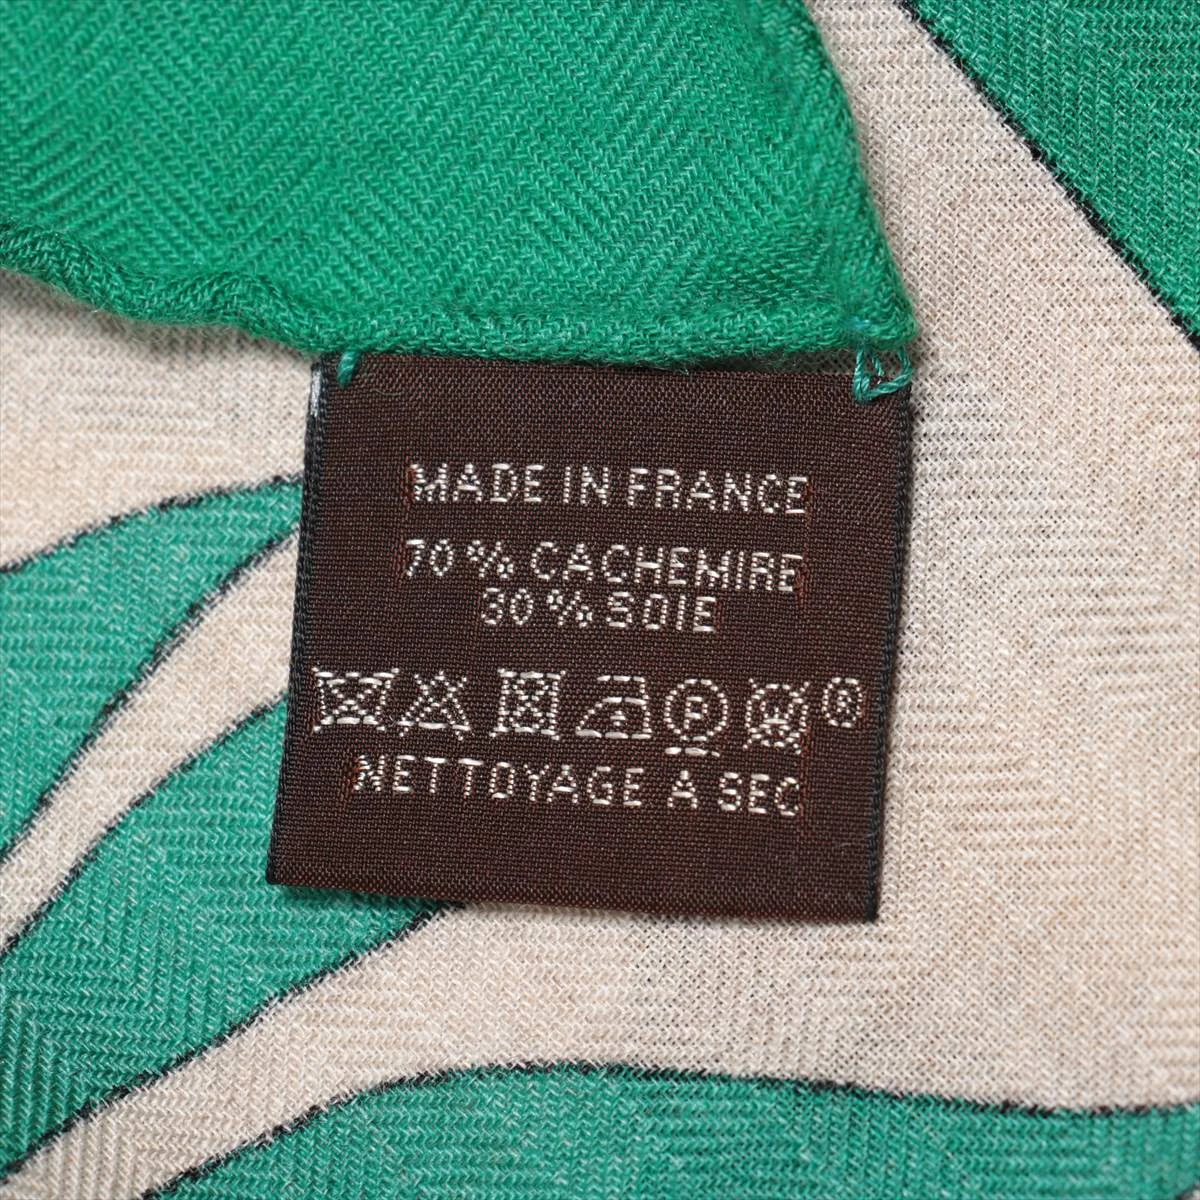 MADE IN FRANCE
70 % CACHEMIRE
30 % SOIE
F W ®
NETTOYAGE A SEC